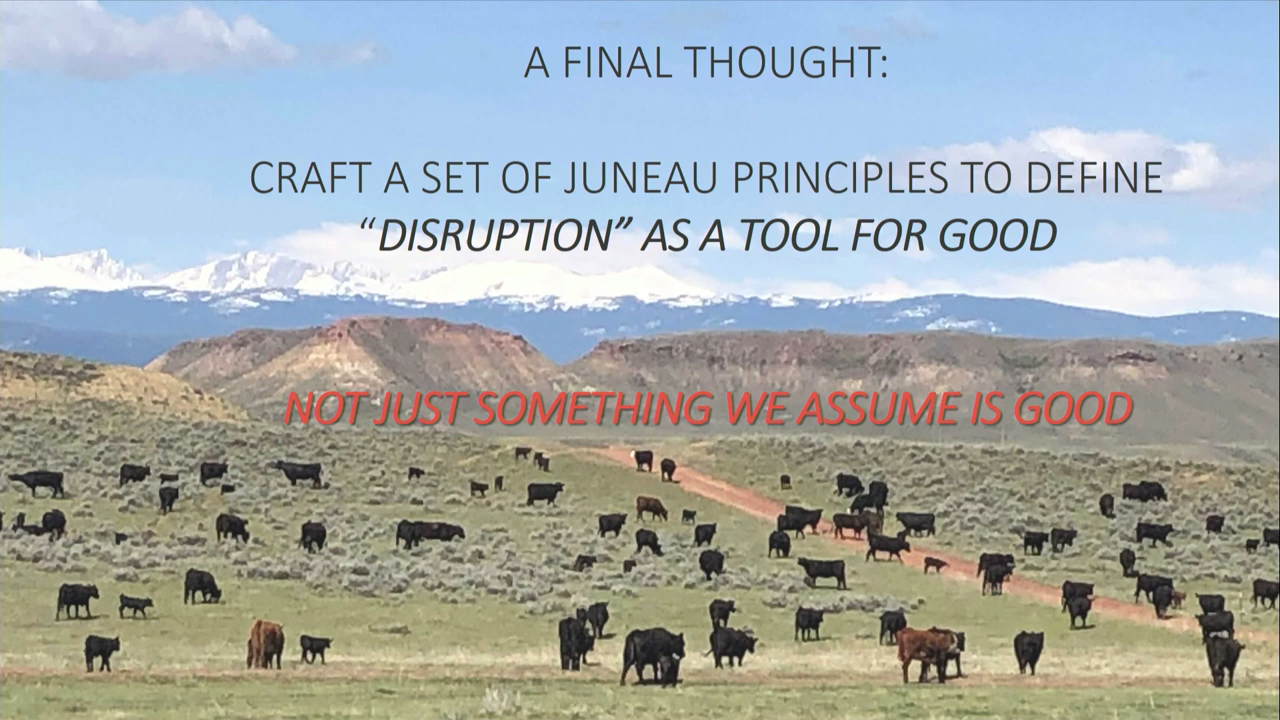 A FINAL THOUGHT:
CRAFT A SET OF JUNEAU PRINCIPLES TO DEFINE
“DISRUPTION” AS A TOOL FOR GOOD
NOT JUST SOMETHING WE ASSUME IS GOOD